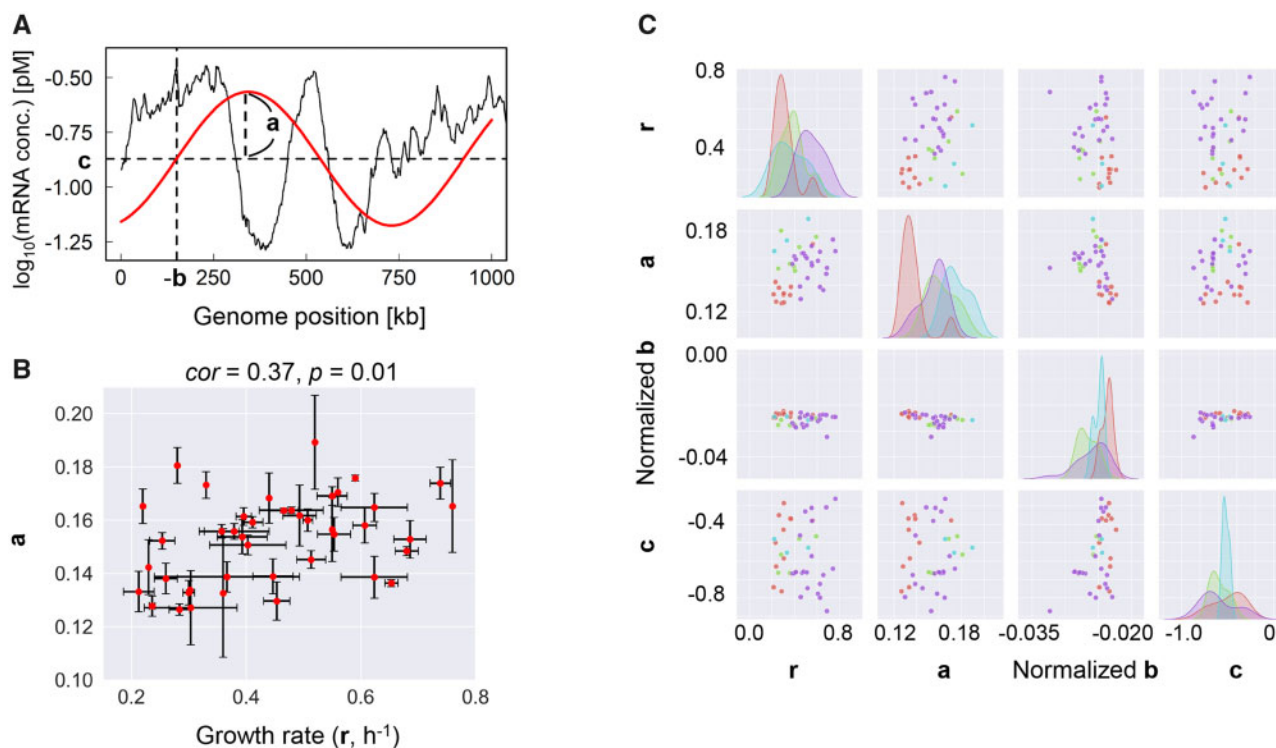 A
log10(mRNA conc.) [pM]
-0.50
-0.75
c
-1.00
-1.25
a
0
-b
250
500
750
1000
Genome position [kb]
B
cor = 0.37, p = 0.01
a
0.20
0.18
0.16
0.14
0.12
0.10
0.2
0.4
0.6
0.8
Growth rate (r, h-1)
C
r
0.8
0.4
a
0.18
0.12
Normalized b
0.00
-0.04
c
-0.4
-0.8
0.0
0.8
0.12
0.18
-0.035
-0.020
-1.0
0
r
a
Normalized b
c